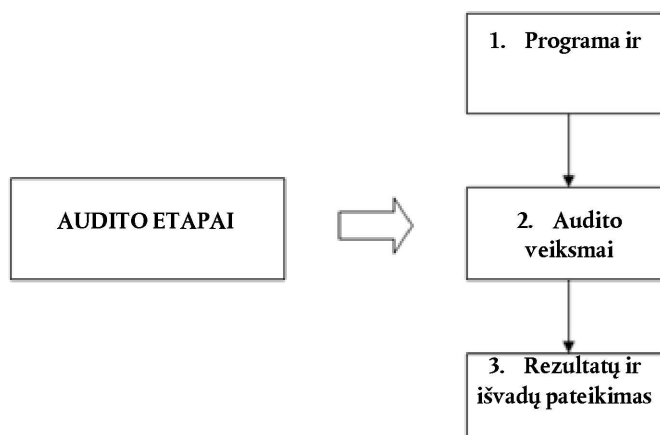 AUDITO ETAPAI
1. Programa ir
2. Audito
veiksmai
3. Rezultatų ir
išvadų pateikimas